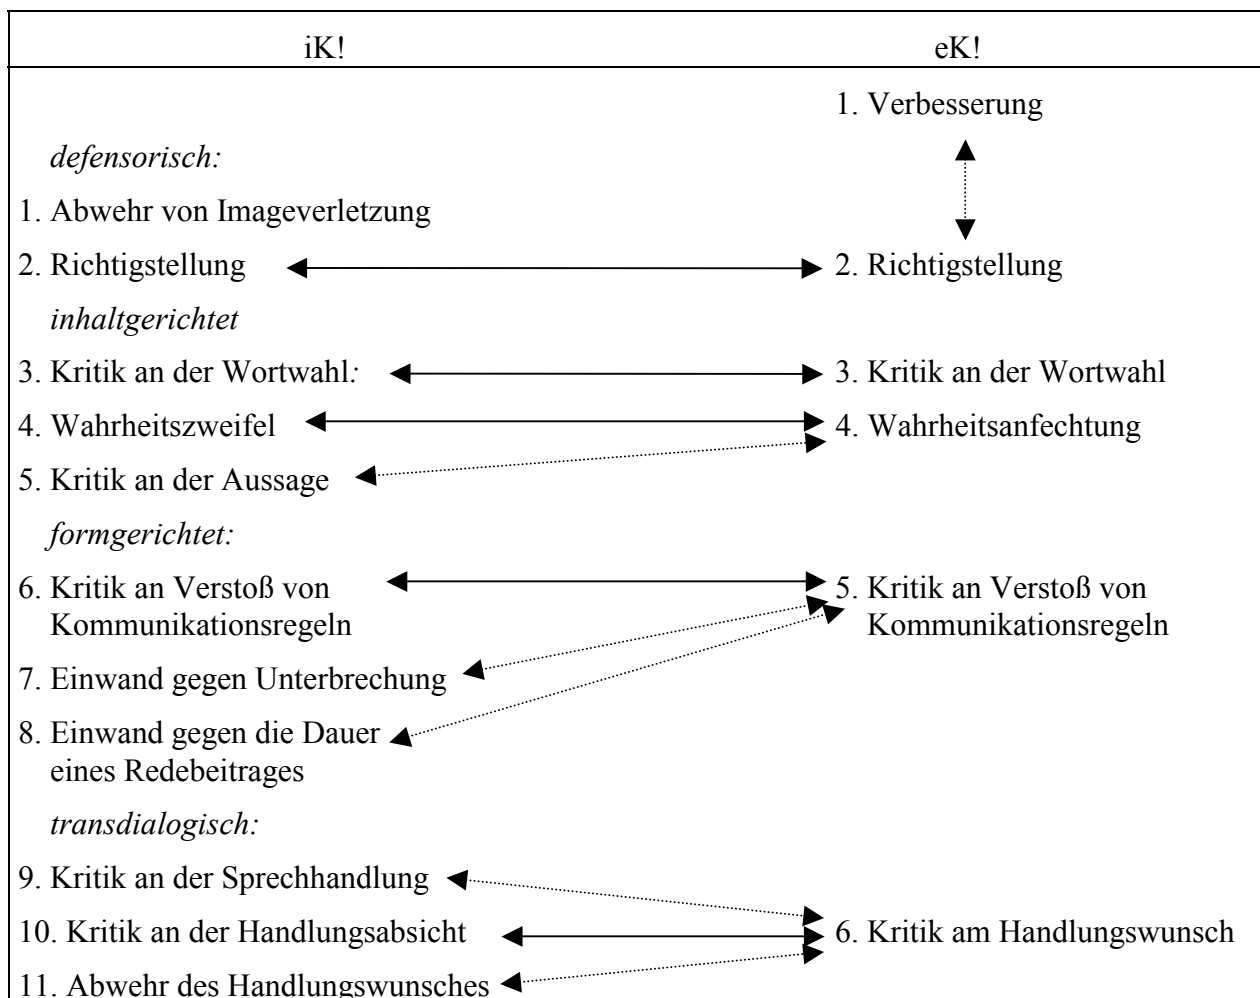 iK!
eK!
1. Verbesserung
defensorisch:
1. Abwehr von Imageverletzung
2. Richtigstellung
2. Richtigstellung
inhaltgerichtet
3. Kritik an der Wortwahl:
3. Kritik an der Wortwahl
4. Wahrheitszweifel
4. Wahrheitsanfechtung
5. Kritik an der Aussage
formgerichtet:
6. Kritik an Verstoß von
Kommunikationsregeln
5. Kritik an Verstoß von
Kommunikationsregeln
7. Einwand gegen Unterbrechung
8. Einwand gegen die Dauer
eines Redebeitrages
transdialogisch:
9. Kritik an der Sprechhandlung
10. Kritik an der Handlungsabsicht
6. Kritik am Handlungswunsch
11. Abwehr des Handlungswunsches